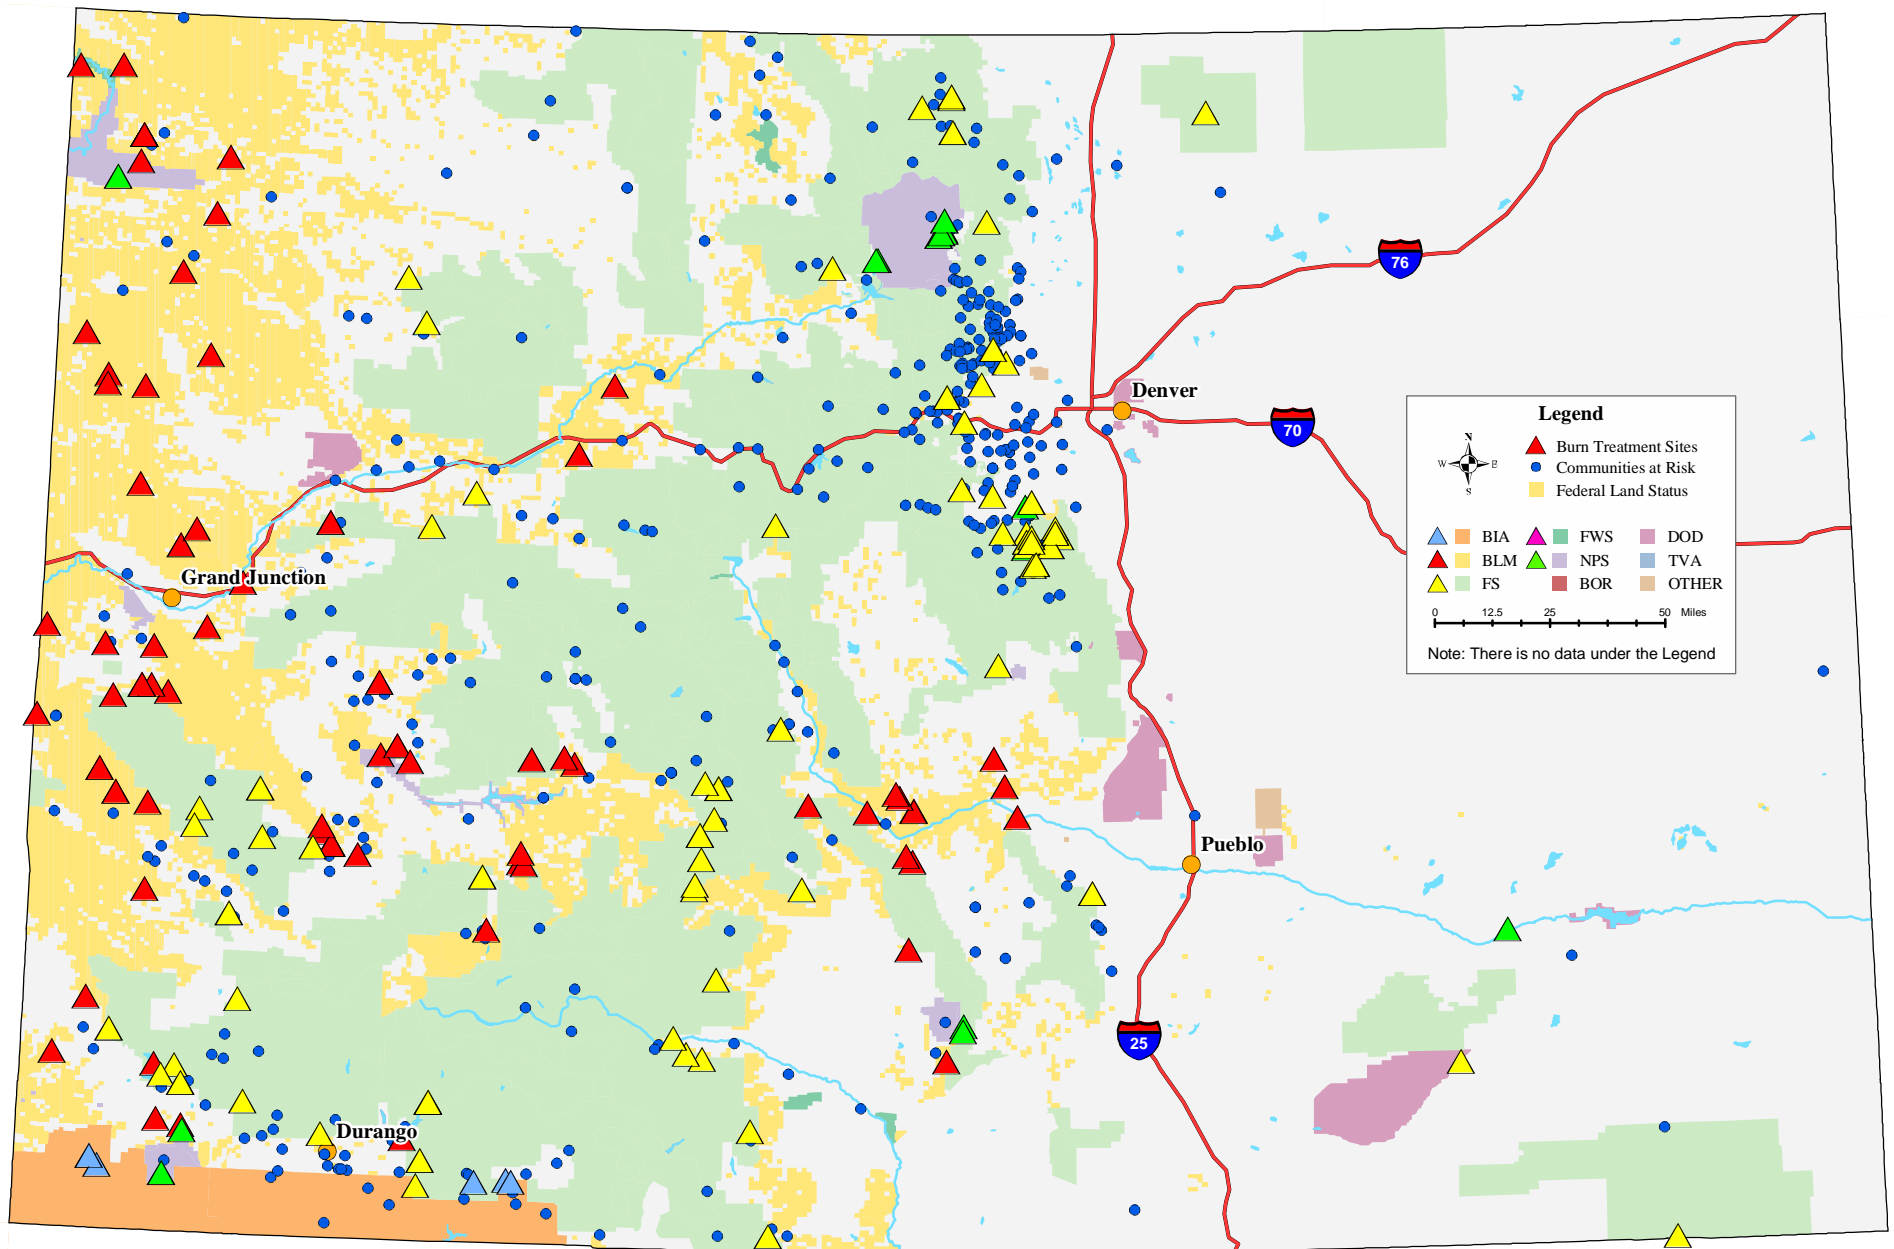 76
Denver
70
Legend
N
W E
S
Burn Treatment Sites
Communities at Risk
Federal Land Status
BIA FWS DOD
BLM NPS TVA
FS BOR OTHER
0 12.5 25 50 Miles
Note: There is no data under the Legend
Grand Junction
Pueblo
25
Durango